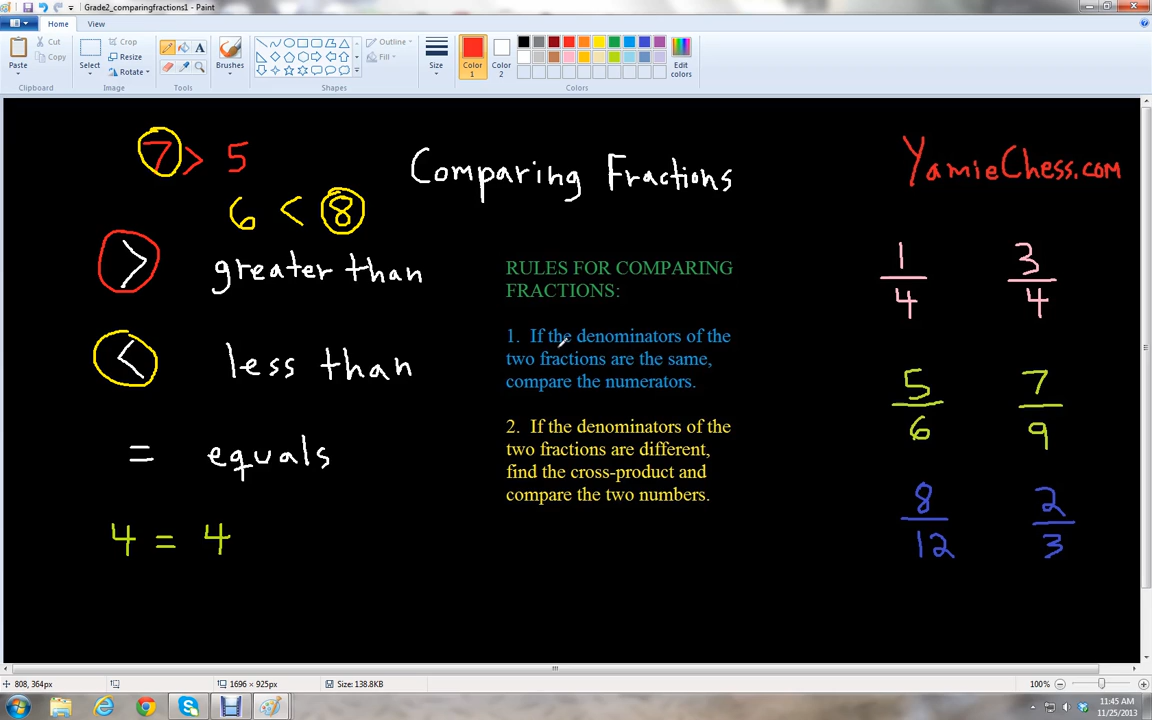 Grade2_comparingfractions1 - Paint
Home
View
Paste
Cut
Copy
Clipboard
Select
Crop
Resize
Rotate
Image
A
Tools
Brushes
Outline
Fill
Shapes
Size
Color 1
Color 2
Edit colors
Colors
7 > 5
Comparing Fractions
YamieChess.com
6 < 8
> greater than
< less than
= equals
4 = 4
RULES FOR COMPARING
FRACTIONS:
1. If the denominators of the
two fractions are the same,
compare the numerators.
2. If the denominators of the
two fractions are different,
find the cross-product and
compare the two numbers.
1 3
4 4
5 7
6 9
8 2
12 3
808, 364px
1696 × 925px
Size: 138.8KB
100%
11:45 AM
11/25/2013